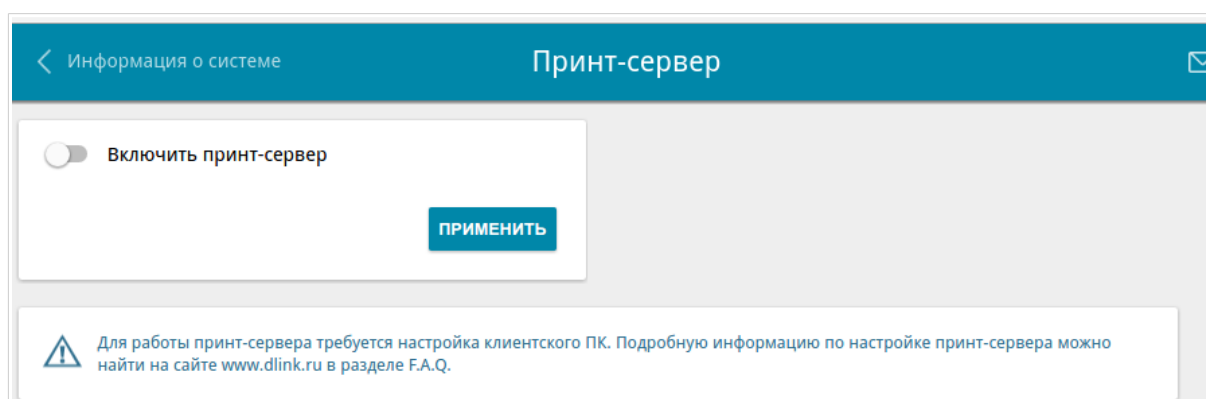 Информация о системе
Принт-сервер
Включить принт-сервер
ПРИМЕНИТЬ
Для работы принт-сервера требуется настройка клиентского ПК. Подробную информацию по настройке принт-сервера можно
найти на сайте www.dlink.ru в разделе F.A.Q.